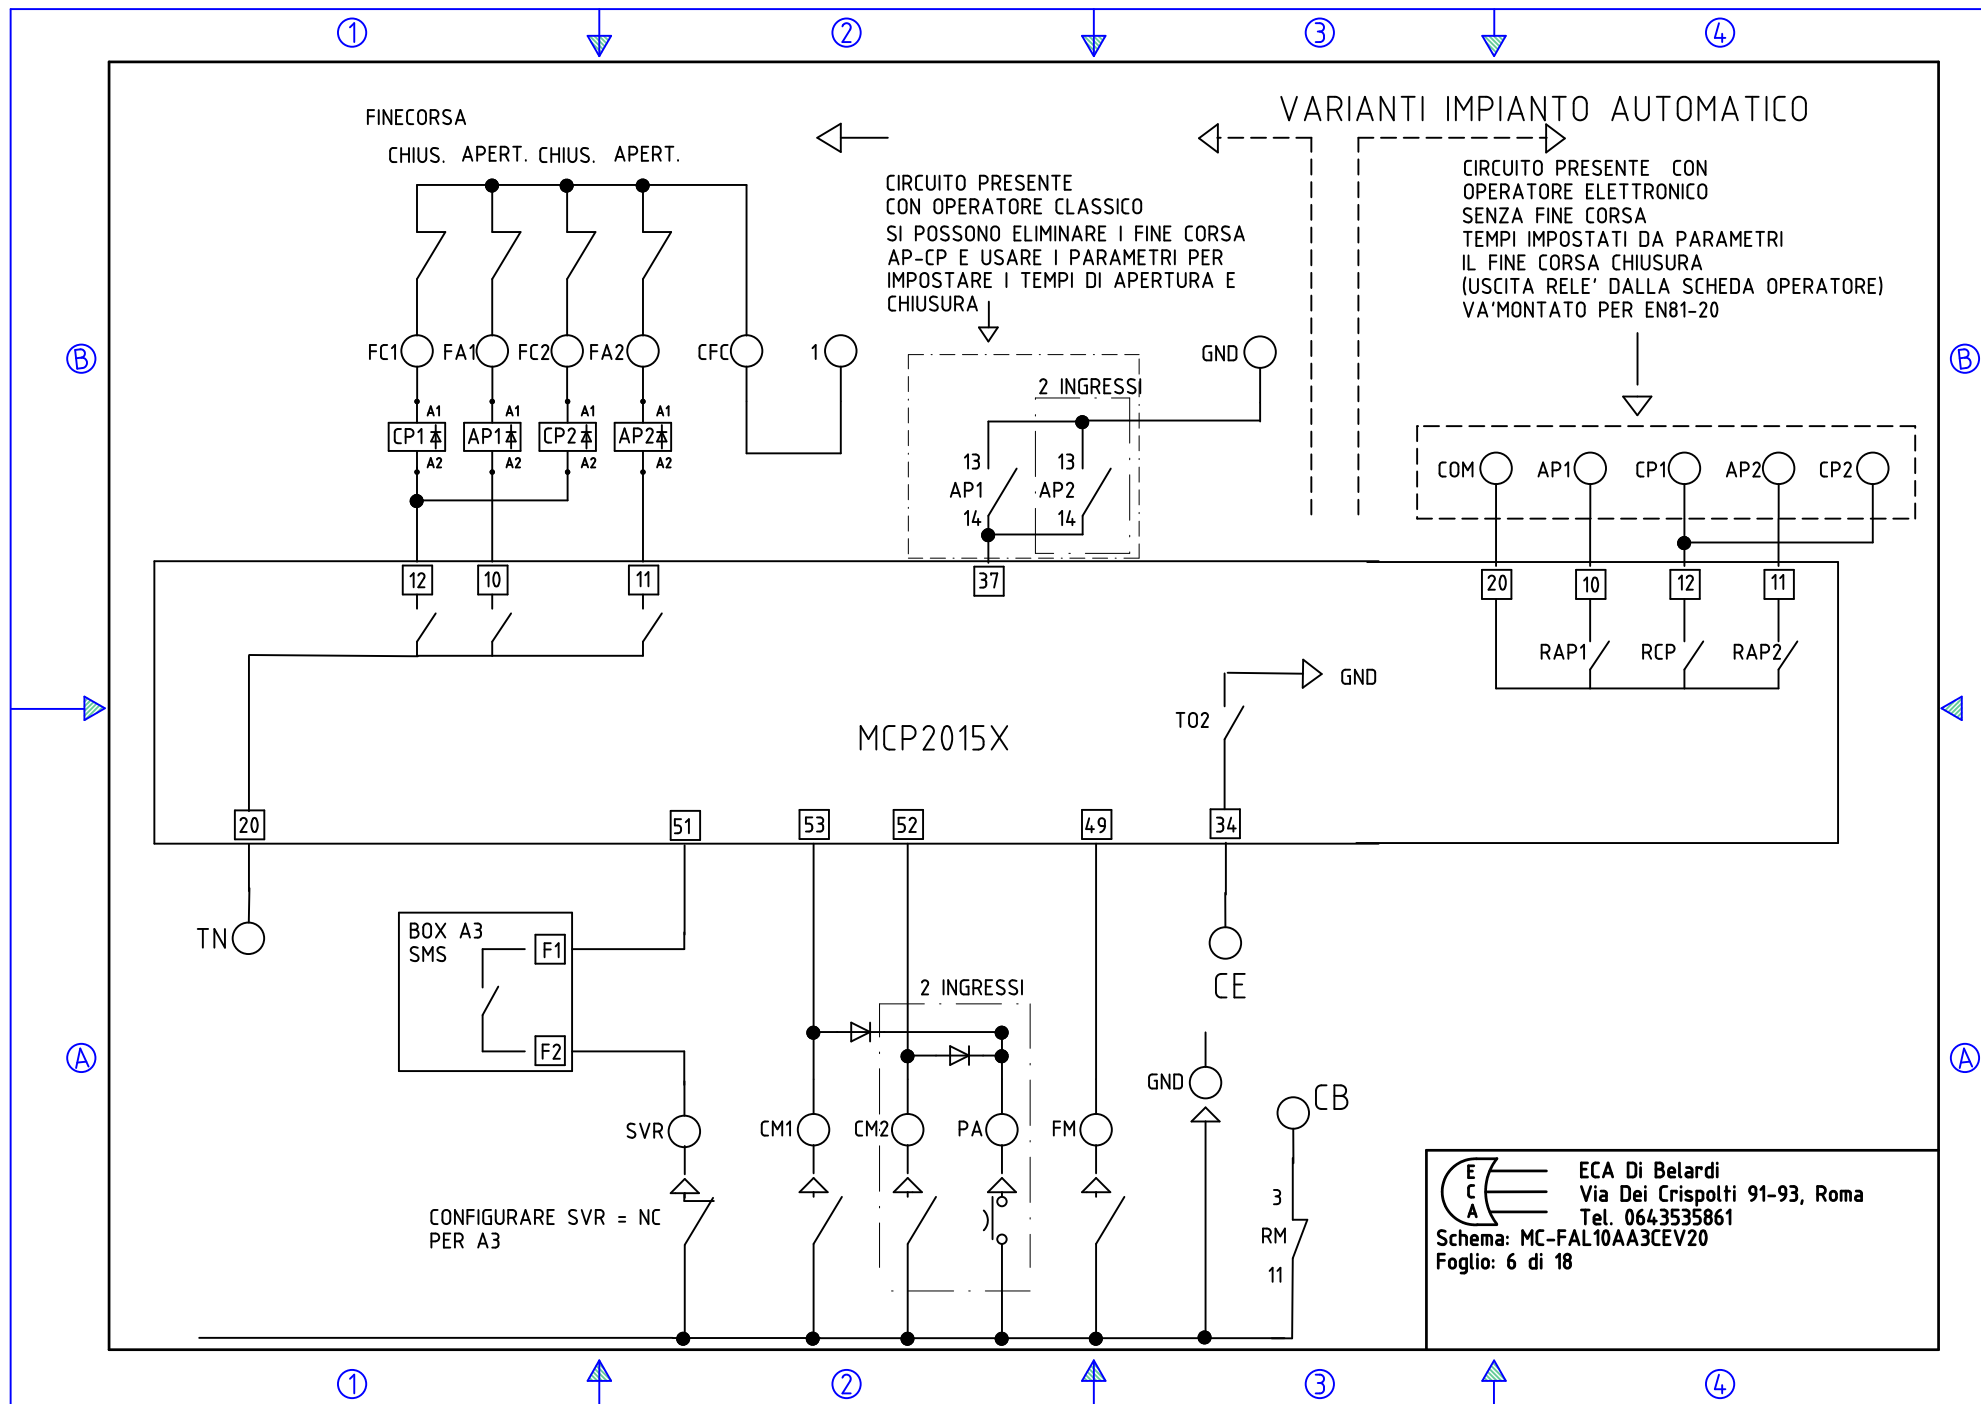 1 2 3 4
VARIANTI IMPIANTO AUTOMATICO
FINECORSA
CHIUS. APERT. CHIUS. APERT.
CIRCUITO PRESENTE
CON OPERATORE CLASSICO
SI POSSONO ELIMINARE I FINE CORSA
AP-CP E USARE I PARAMETRI PER
IMPOSTARE I TEMPI DI APERTURA E
CHIUSURA
CIRCUITO PRESENTE CON
OPERATORE ELETTRONICO
SENZA FINE CORSA
TEMPI IMPOSTATI DA PARAMETRI
IL FINE CORSA CHIUSURA
(USCITA RELE' DALLA SCHEDA OPERATORE)
VA'MONTATO PER EN81-20
B B
FC1 FA1 FC2 FA2 CFC 1 GND
2 INGRESSI
A1 A1 A1 A1
CP1 AP1 CP2 AP2
A2 A2 A2 A2
13 13
AP1 AP2
14 14
COM AP1 CP1 AP2 CP2
12 10 11 37 20 10 12 11
RAP1 RCP RAP2
GND
TO2
MCP2015X
20 51 53 52 49 34
TN
BOX A3
SMS
F1
F2
CE
2 INGRESSI
A A
GND
CB
SVR CM1 CM2 PA FM
CONFIGURARE SVR = NC
PER A3
3
RM
11
E
C
A
ECA Di Belardi
Via Dei Crispolti 91-93, Roma
Tel. 0643535861
Schema: MC-FAL10AA3CEV20
Foglio: 6 di 18
1 2 3 4